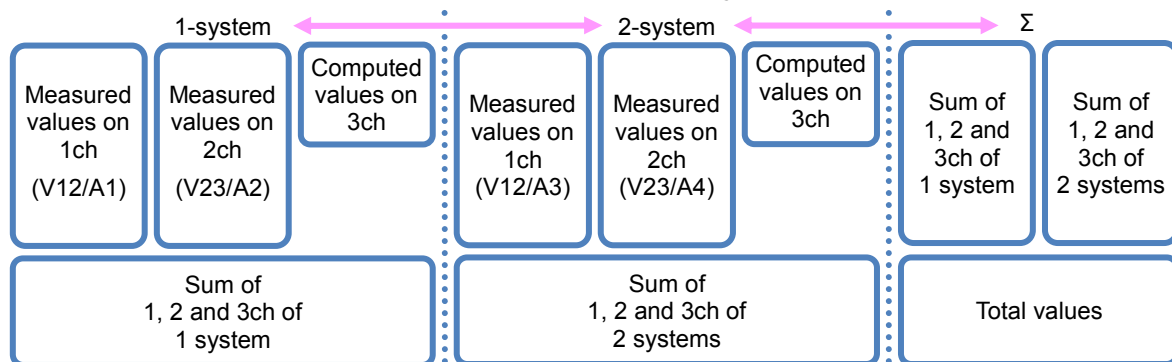 1-system
2-system
Σ
Measured
values on
1ch
(V12/A1)
Measured
values on
2ch
(V23/A2)
Computed
values on
3ch
Measured
values on
1ch
(V12/A3)
Measured
values on
2ch
(V23/A4)
Computed
values on
3ch
Sum of
1, 2 and
3ch of
1 system
Sum of
1, 2 and
3ch of
2 systems
Sum of
1, 2 and 3ch of
1 system
Sum of
1, 2 and 3ch of
2 systems
Total values